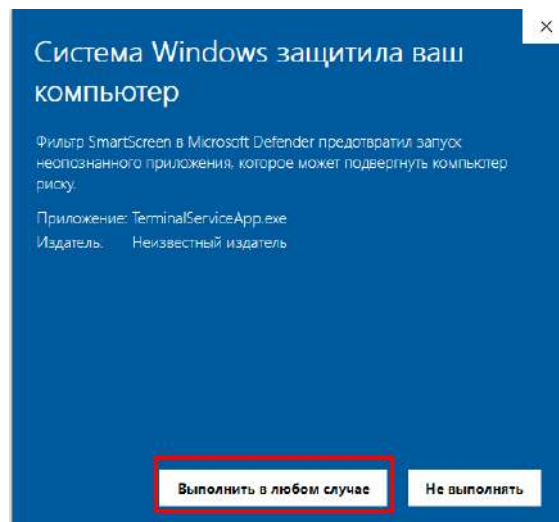 Система Windows защитила ваш
компьютер
Фильтр SmartScreen в Microsoft Defender предотвратил запуск
неопознанного приложения, которое может подвергнуть компьютер
риску.
Приложение: TerminalServiceApp.exe
Издатель: Неизвестный издатель
Выполнить в любом случае
Не выполнять